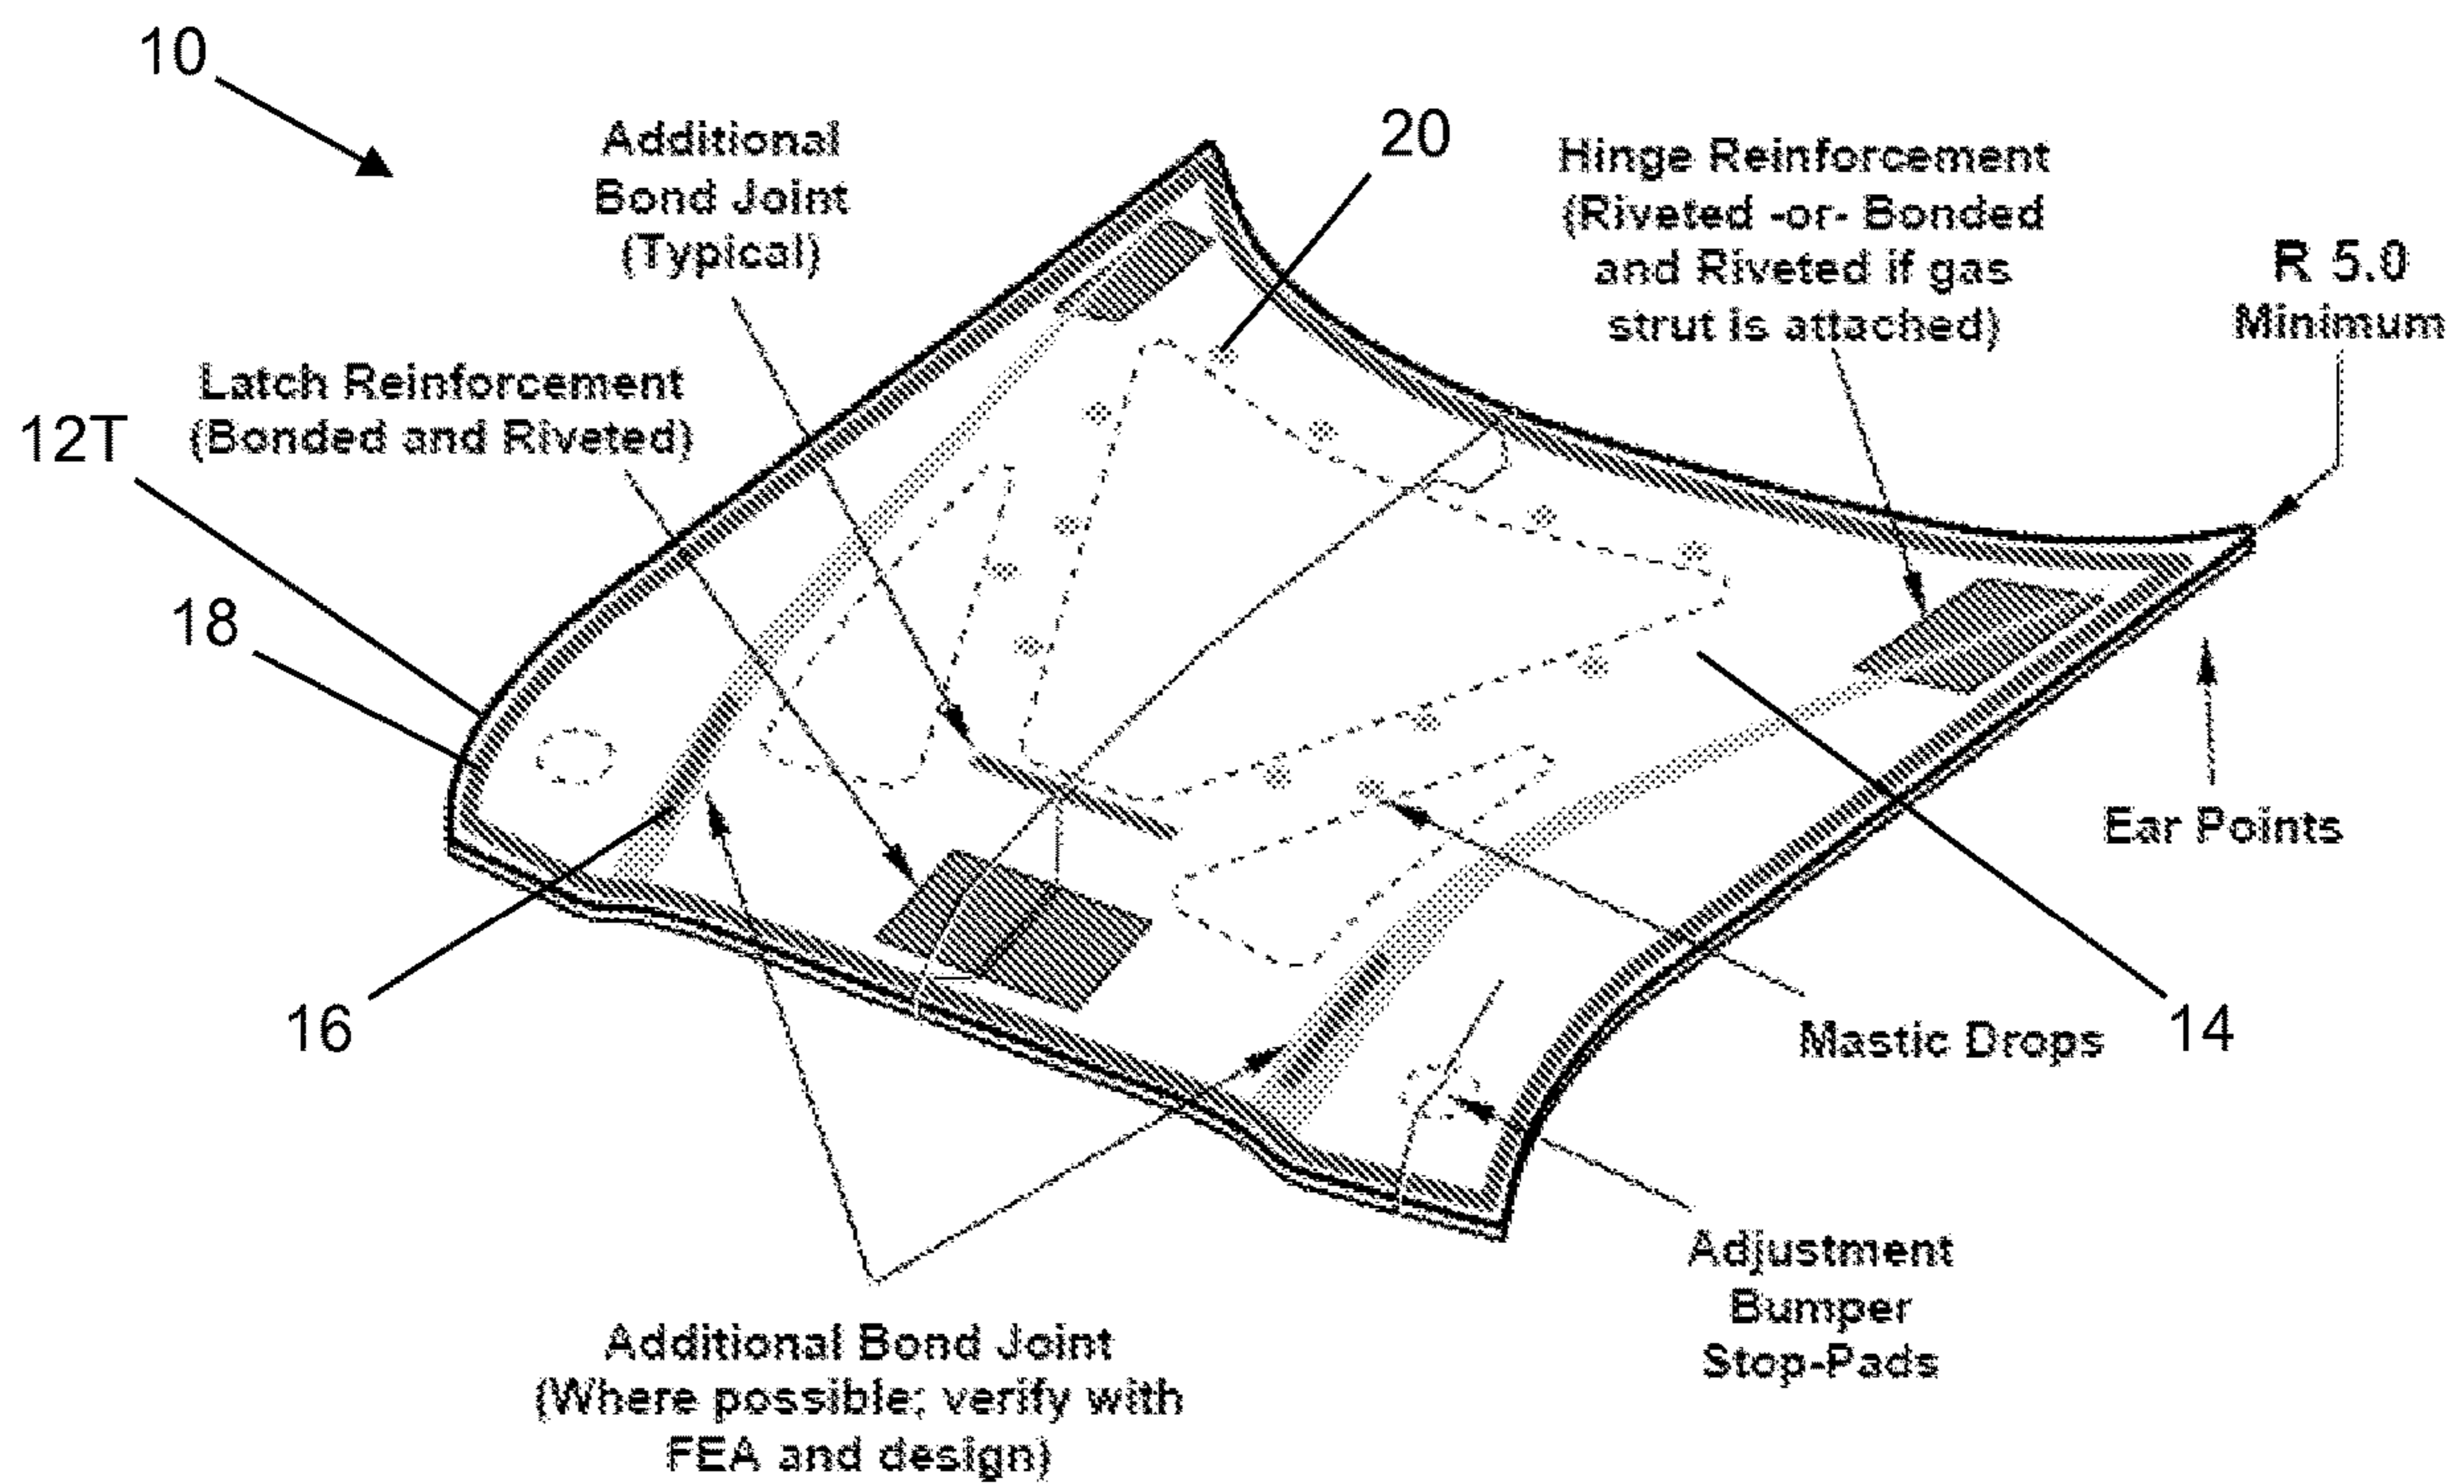 10
Additional
Bond Joint
(Typical)
20
Hinge Reinforcement
(Riveted -or- Bonded
and Riveted if gas
strut is attached)
R 5.0
Minimum
Latch Reinforcement
(Bonded and Riveted)
12T
18
Ear Points
16
Mastic Drops
14
Adjustment
Bumper
Stop-Pads
Additional Bond Joint
(Where possible; verify with
FEA and design)